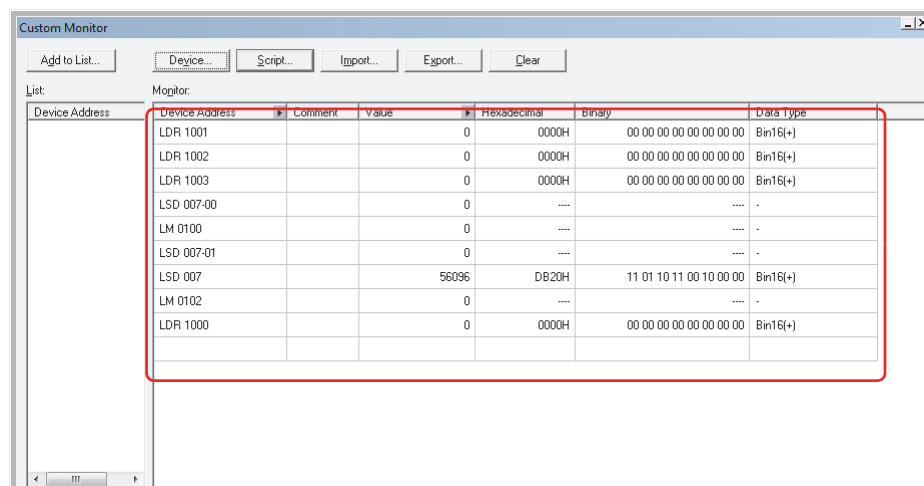 Custom Monitor
Add to List... Device... Script... Import... Export... Clear
List: Monitor:
Device Address Device Address Comment Value Hexadecimal Binary Data Type
LDR 1001 0 0000H 00 00 00 00 00 00 00 00 Bin16(+)
LDR 1002 0 0000H 00 00 00 00 00 00 00 00 Bin16(+)
LDR 1003 0 0000H 00 00 00 00 00 00 00 00 Bin16(+)
LSD 007-00 0 ---- ---- -
LM 0100 0 ---- ---- -
LSD 007-01 0 ---- ---- -
LSD 007 56096 DB20H 11 01 10 11 00 10 00 00 Bin16(+)
LM 0102 0 ---- ---- -
LDR 1000 0 0000H 00 00 00 00 00 00 00 00 Bin16(+)